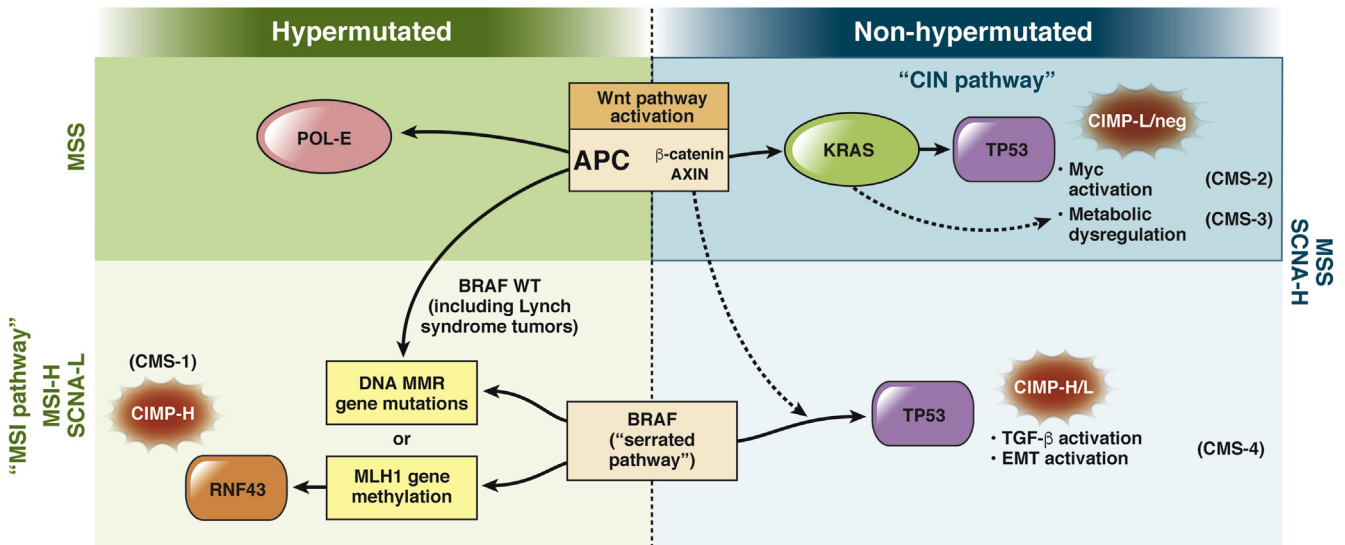 Hypermutated
Non-hypermutated
MSS
POL-E
Wnt pathway
activation
APC
β-catenin
AXIN
"CIN pathway"
KRAS
TP53
CIMP-L/neg
• Myc
activation
(CMS-2)
• Metabolic
dysregulation
(CMS-3)
MSS
SCNA-H
"MSI pathway"
MSI-H
SCNA-L
BRAF WT
(including Lynch
syndrome tumors)
(CMS-1)
CIMP-H
DNA MMR
gene mutations
or
MLH1 gene
methylation
RNF43
BRAF
("serrated
pathway")
TP53
CIMP-H/L
• TGF-β activation
• EMT activation
(CMS-4)